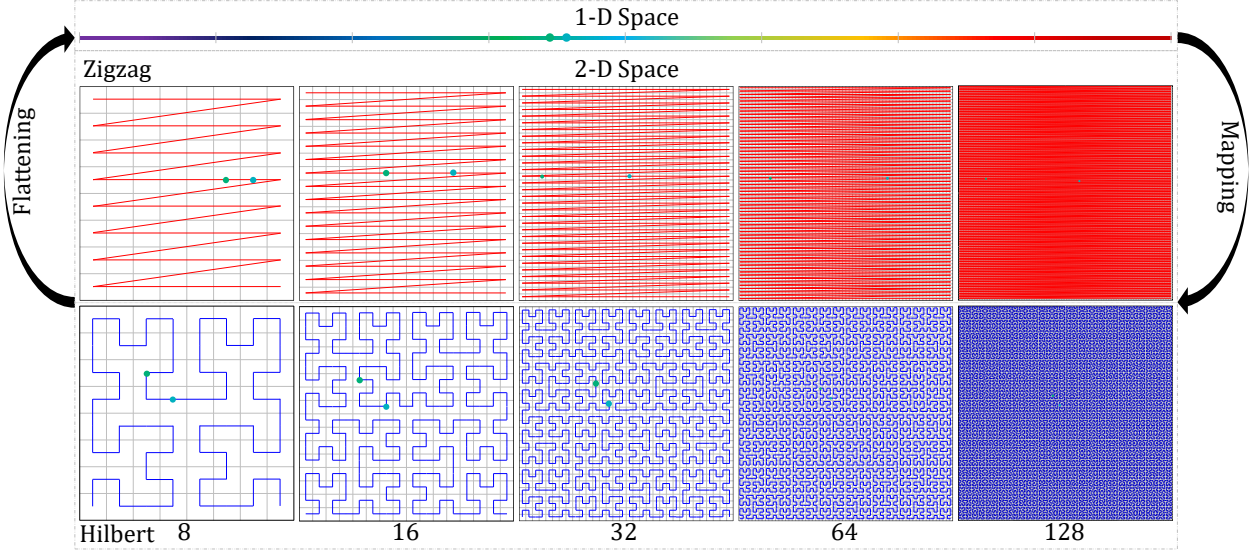 1-D Space
Zigzag
2-D Space
Flattening
Mapping
Hilbert
8
16
32
64
128